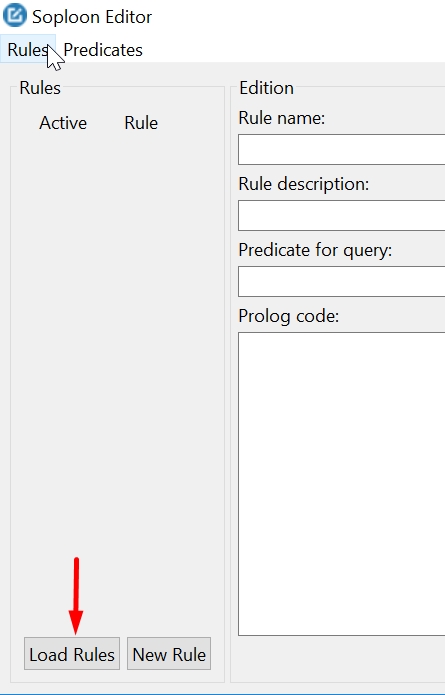 Soploon Editor
Rules Predicates
Rules
Active Rule
Load Rules New Rule
Edition
Rule name:
Rule description:
Predicate for query:
Prolog code: